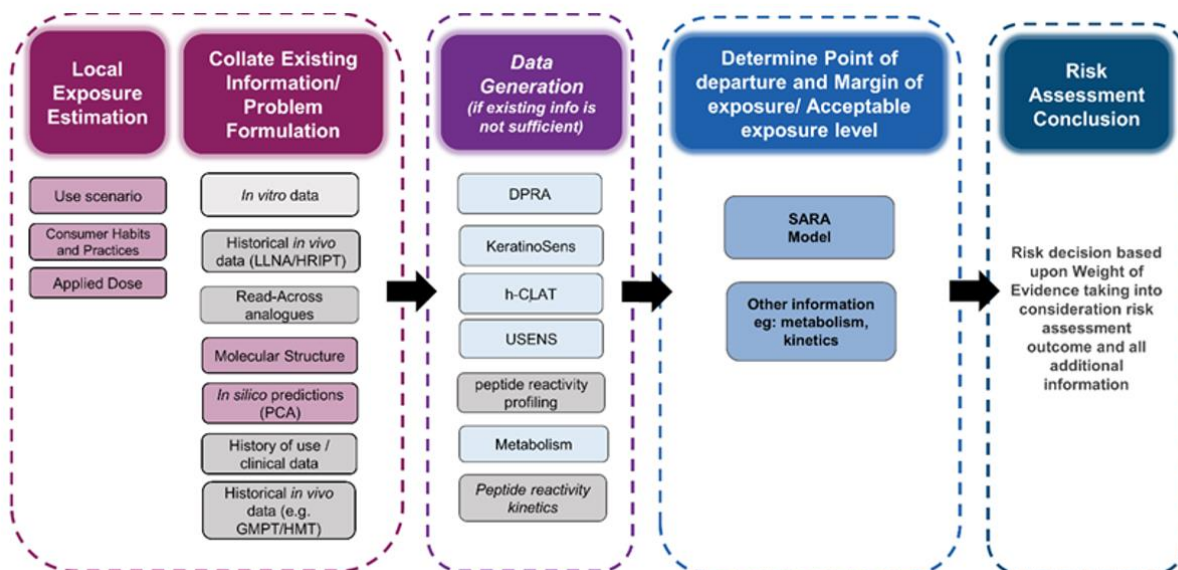 Local
Exposure
Estimation
Collate Existing
Information/
Problem
Formulation
Use scenario
Consumer Habits
and Practices
Applied Dose
In vitro data
Historical in vivo
data (LLNA/HRIPT)
Read-Across
analogues
Molecular Structure
In silico predictions
(PCA)
History of use /
clinical data
Historical in vivo
data (e.g.
GMPT/HMT)
Data
Generation
(if existing info is
not sufficient)
DPRA
KeratinoSens
h-CLAT
USENS
peptide reactivity
profiling
Metabolism
Peptide reactivity
kinetics
Determine Point of
departure and Margin of
exposure/ Acceptable
exposure level
SARA
Model
Other information
eg: metabolism,
kinetics
Risk
Assessment
Conclusion
Risk decision based
upon Weight of
Evidence taking into
consideration risk
assessment
outcome and all
additional
information